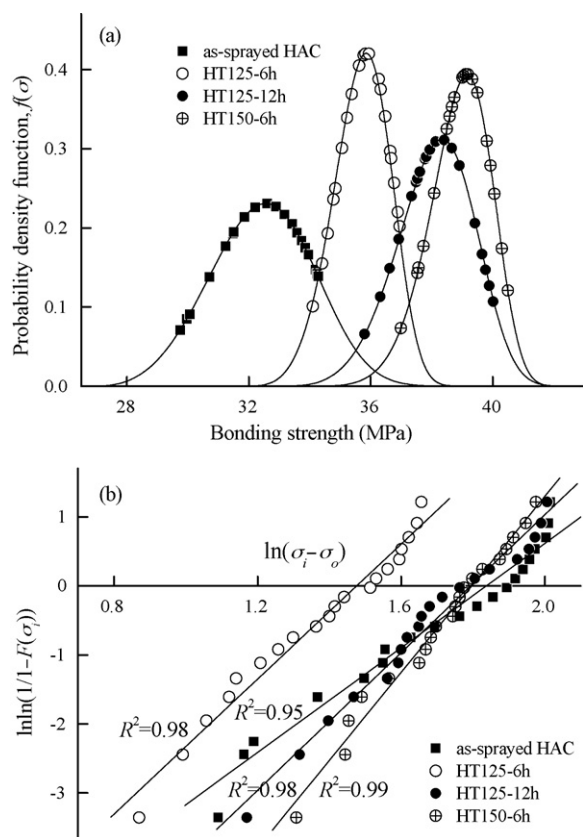 (a)
as-sprayed HAC
HT125-6h
HT125-12h
HT150-6h
Probability density function, f(σ)
0.4
0.3
0.2
0.1
0.0
28 32 36 40
Bonding strength (MPa)
(b)
ln(σi–σo)
1
0
-1
-2
-3
0.8 1.2 1.6 2.0
lnln(1/1–F(σi))
R²=0.95
R²=0.98
R²=0.98
R²=0.99
as-sprayed HAC
HT125-6h
HT125-12h
HT150-6h